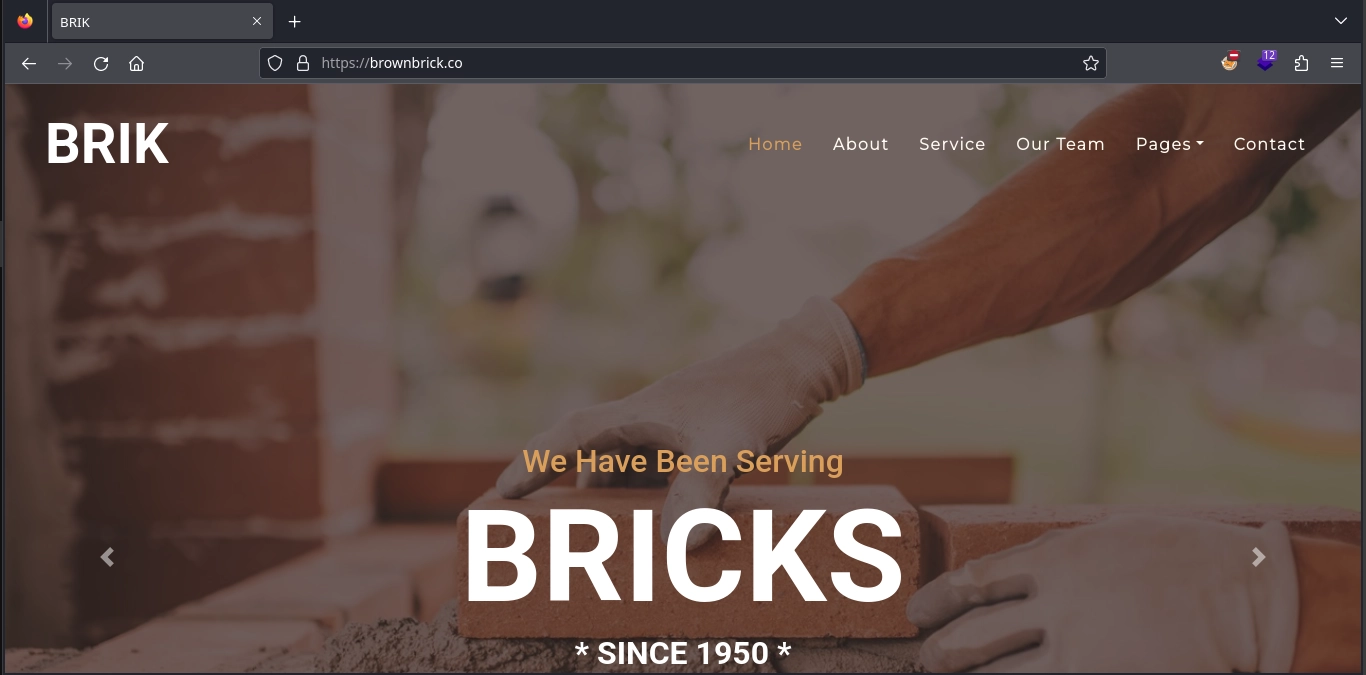 BRIK
https://brownbrick.co
12
BRIK
Home About Service Our Team Pages Contact
We Have Been Serving
BRICKS
* SINCE 1950 *